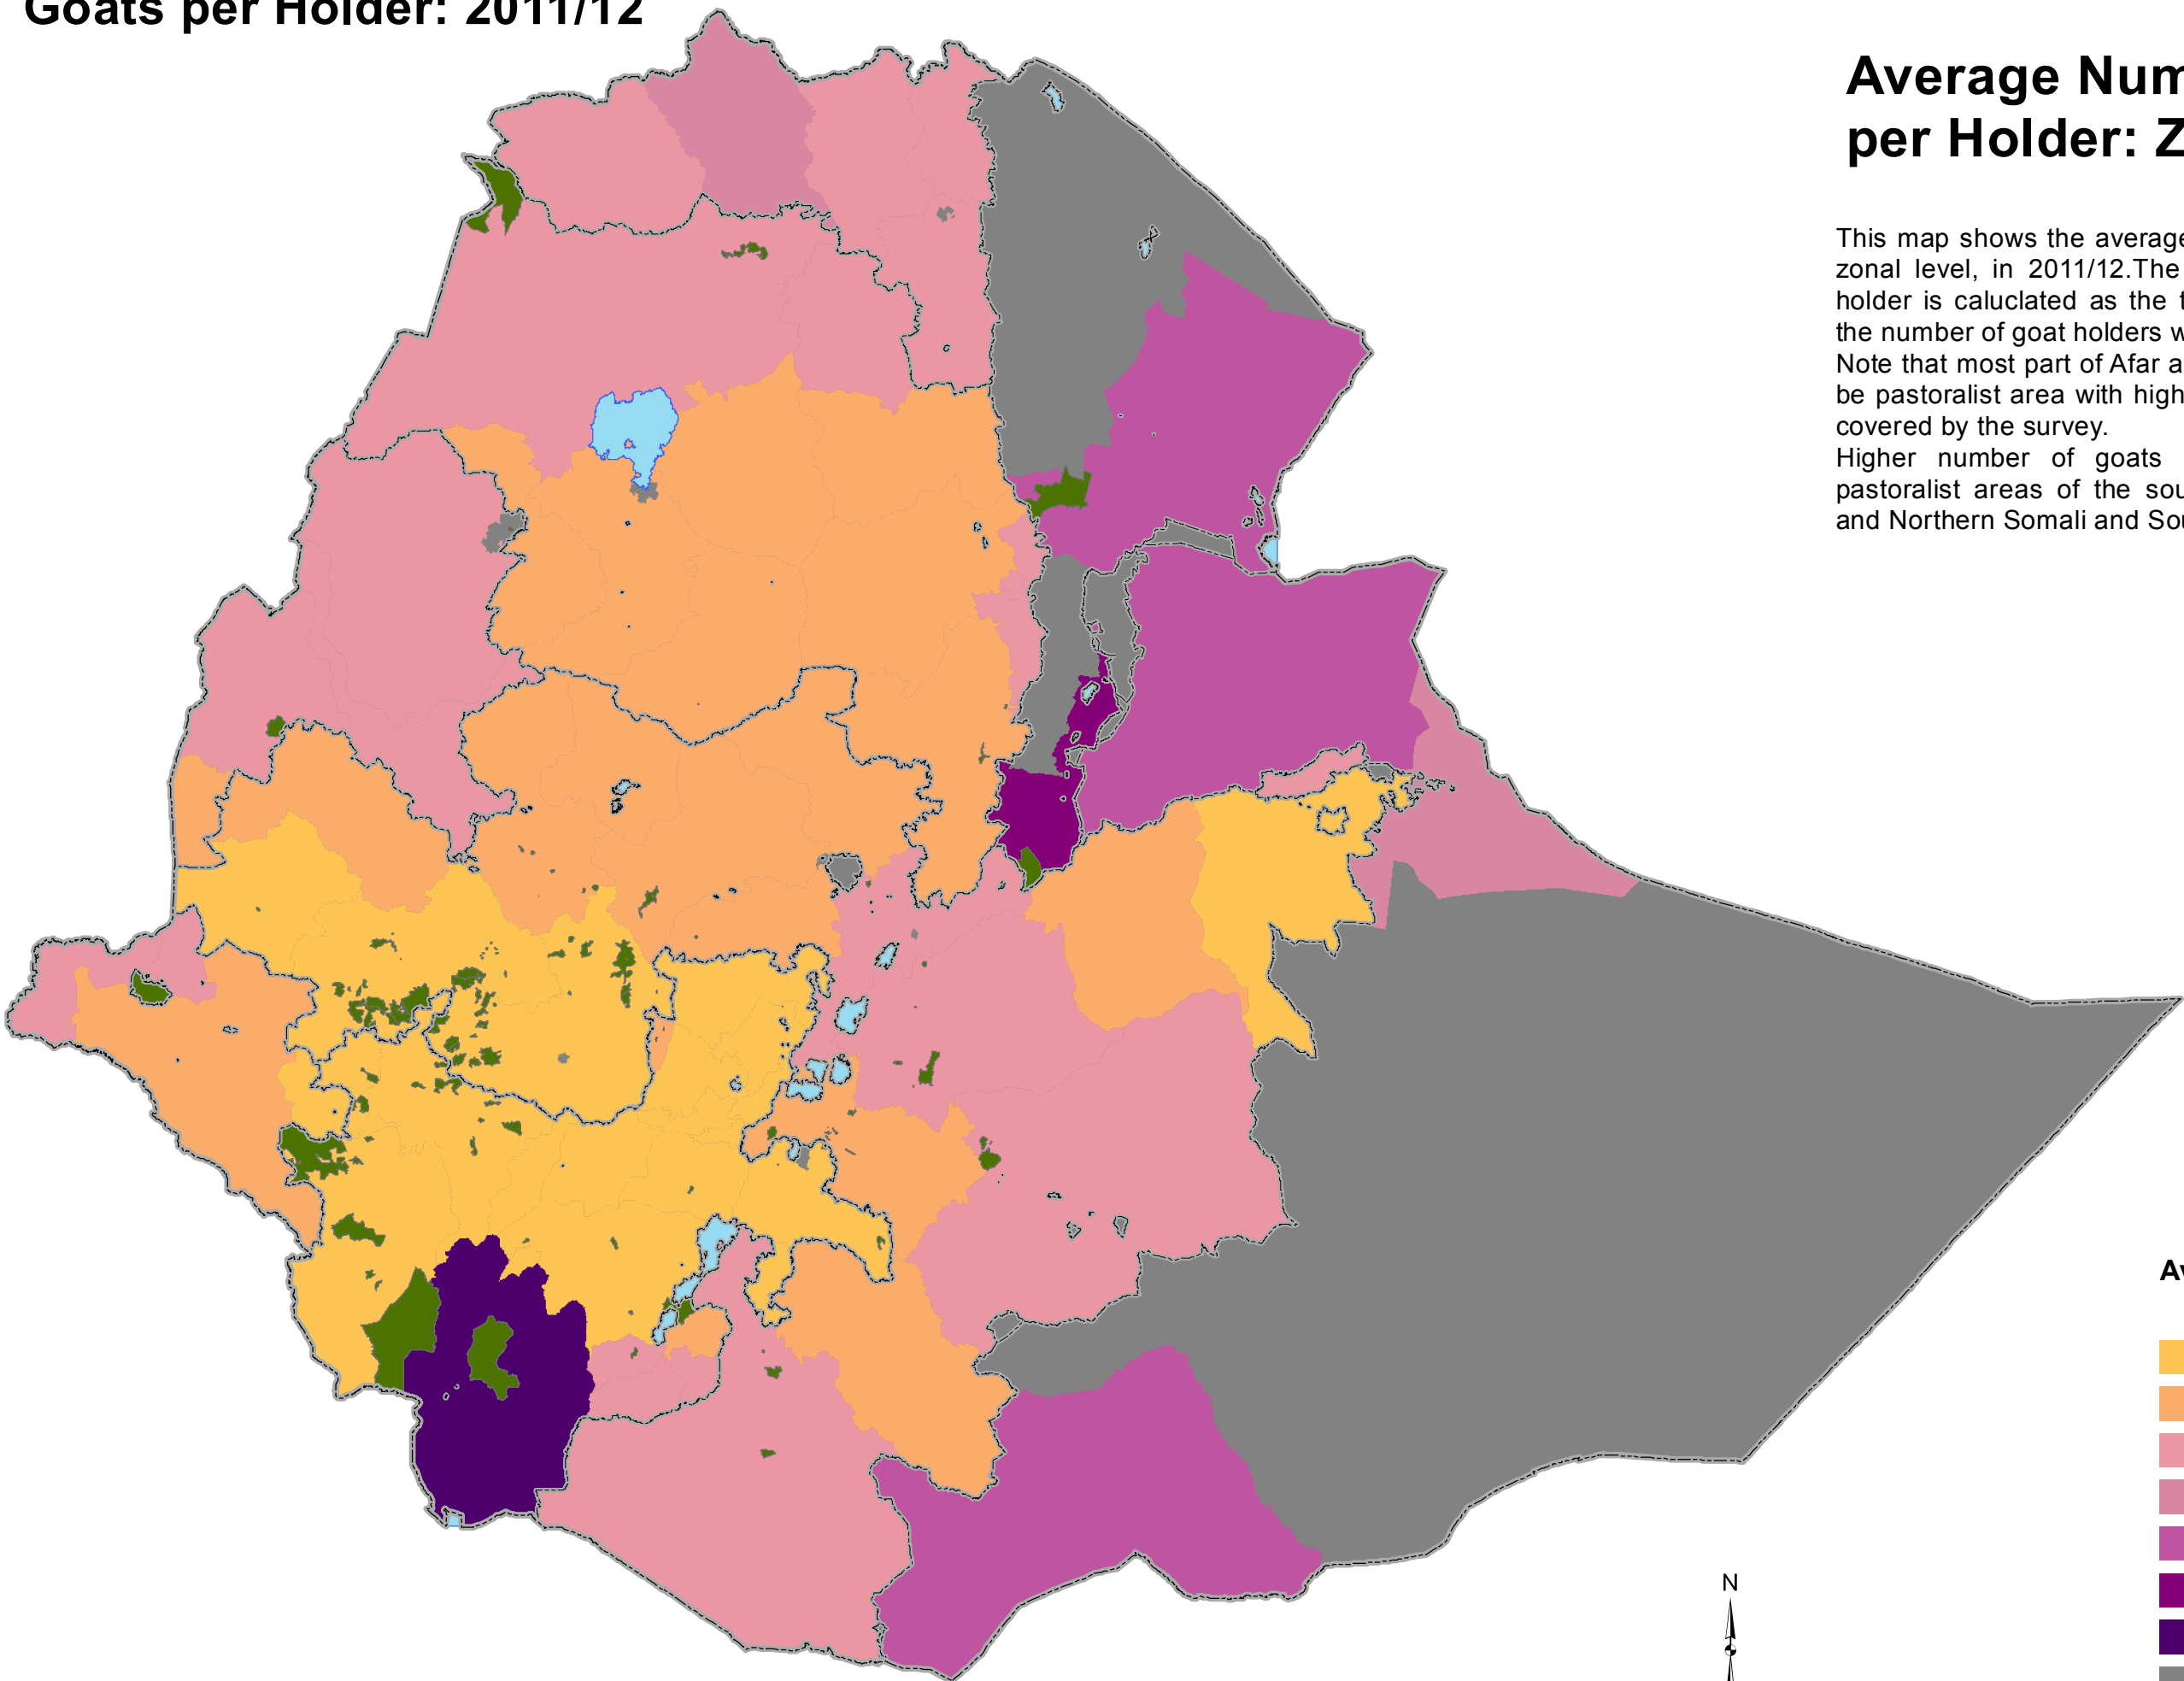 Goats per Holder: 2011/12
Average Num
per Holder: Z
This map shows the average
zonal level, in 2011/12.The
holder is caluclated as the t
the number of goat holders w
Note that most part of Afar a
be pastoralist area with high
covered by the survey.
Higher number of goats
pastoralist areas of the sou
and Northern Somali and Sou
Av
N